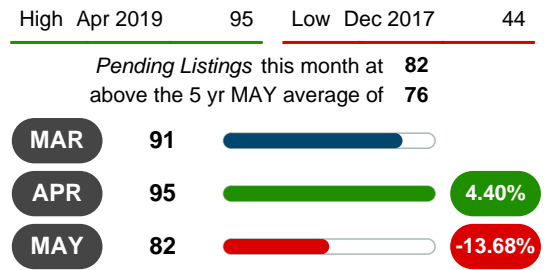 High Apr 2019 95 Low Dec 2017 44
Pending Listings this month at 82
above the 5 yr MAY average of 76
MAR 91
APR 95 4.40%
MAY 82 -13.68%